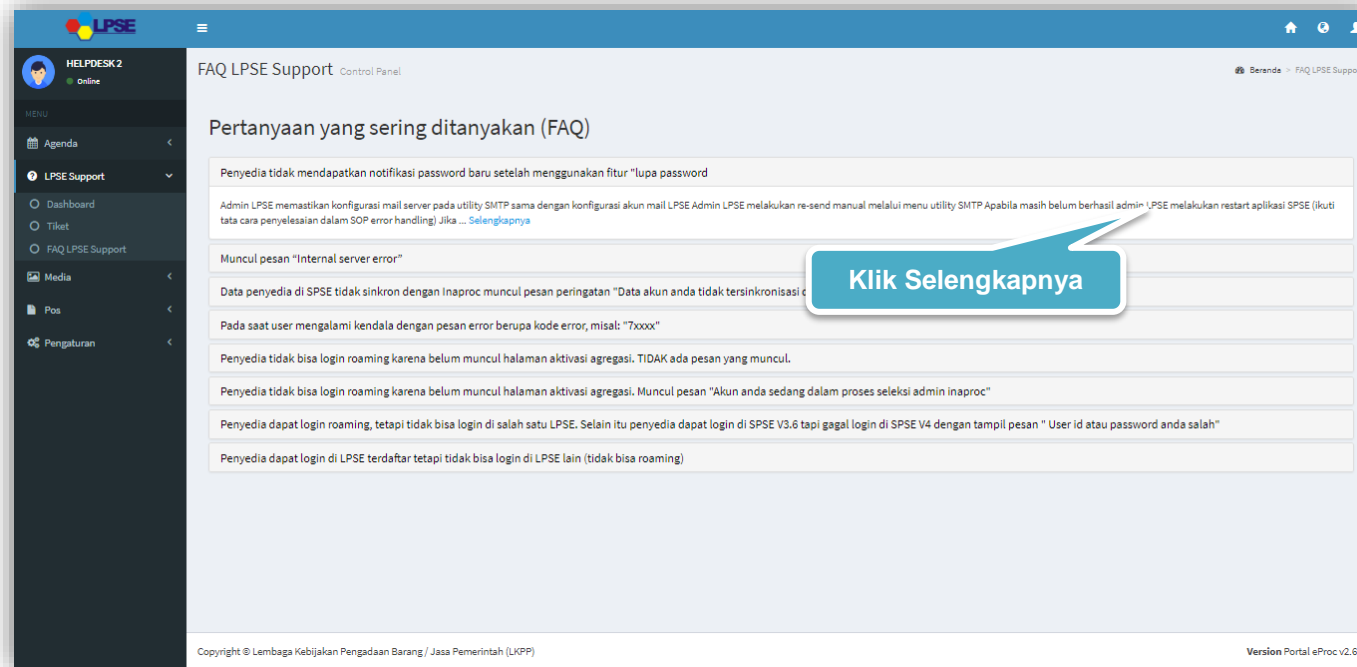 LPSE
HELPDESK 2
Online
FAQ LPSE Support Control Panel
Beranda > FAQ LPSE Suppo
MENU
Agenda
LPSE Support
Dashboard
Tiket
FAQ LPSE Support
Media
Pos
Pengaturan
Pertanyaan yang sering ditanyakan (FAQ)
Penyedia tidak mendapatkan notifikasi password baru setelah menggunakan fitur "lupa password
Admin LPSE memastikan konfigurasi mail server pada utility SMTP sama dengan konfigurasi akun mail LPSE Admin LPSE melakukan re-send manual melalui menu utility SMTP Apabila masih belum berhasil admin LPSE melakukan restart aplikasi SPSE (ikuti
tata cara penyelesaian dalam SOP error handling) Jika ... Selengkapnya
Muncul pesan “Internal server error”
Klik Selengkapnya
Data penyedia di SPSE tidak sinkron dengan Inaproc muncul pesan peringatan "Data akun anda tidak tersinkronisasi
Pada saat user mengalami kendala dengan pesan error berupa kode error, misal: "7xxxx"
Penyedia tidak bisa login roaming karena belum muncul halaman aktivasi agregasi. TIDAK ada pesan yang muncul.
Penyedia tidak bisa login roaming karena belum muncul halaman aktivasi agregasi. Muncul pesan "Akun anda sedang dalam proses seleksi admin inaproc"
Penyedia dapat login roaming, tetapi tidak bisa login di salah satu LPSE. Selain itu penyedia dapat login di SPSE V3.6 tapi gagal login di SPSE V4 dengan tampil pesan " User id atau password anda salah"
Penyedia dapat login di LPSE terdaftar tetapi tidak bisa login di LPSE lain (tidak bisa roaming)
Copyright © Lembaga Kebijakan Pengadaan Barang / Jasa Pemerintah (LKPP)
Version Portal eProc v2.6